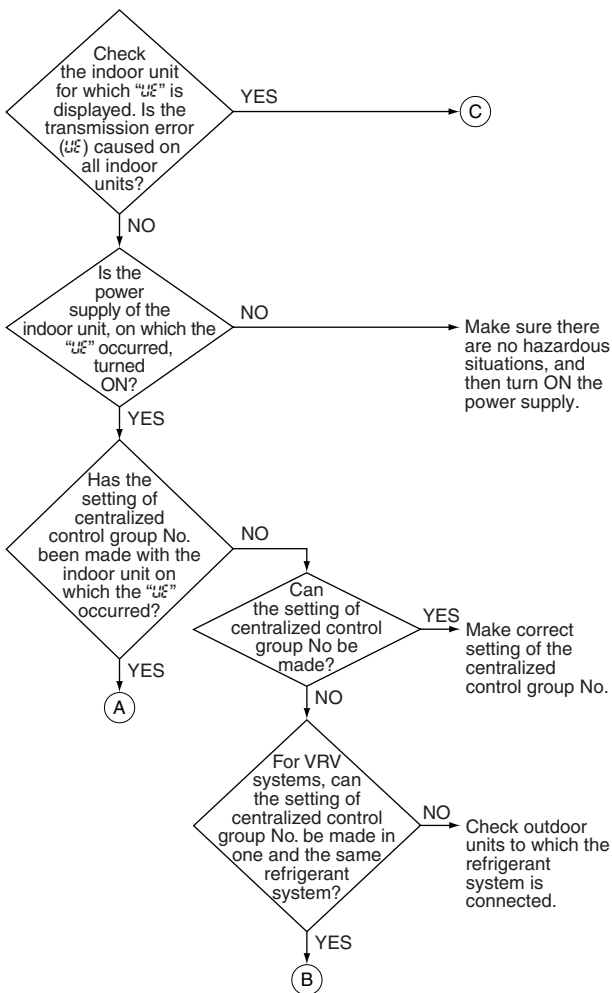 Check
the indoor unit
for which “UE” is
displayed. Is the
transmission error
(UE) caused on
all indoor
units?
YES
C
NO
Is the
power
supply of the
indoor unit, on which the
“UE” occurred,
turned
ON?
NO
Make sure there
are no hazardous
situations, and
then turn ON the
power supply.
YES
Has the
setting of
centralized
control group No.
been made with the
indoor unit on
which the “UE”
occurred?
NO
YES
A
Can
the setting of
centralized control
group No be
made?
YES
Make correct
setting of the
centralized
control group No.
NO
For VRV
systems, can
the setting of
centralized control
group No. be made in
one and the same
refrigerant
system?
NO
Check outdoor
units to which the
refrigerant
system is
connected.
YES
B